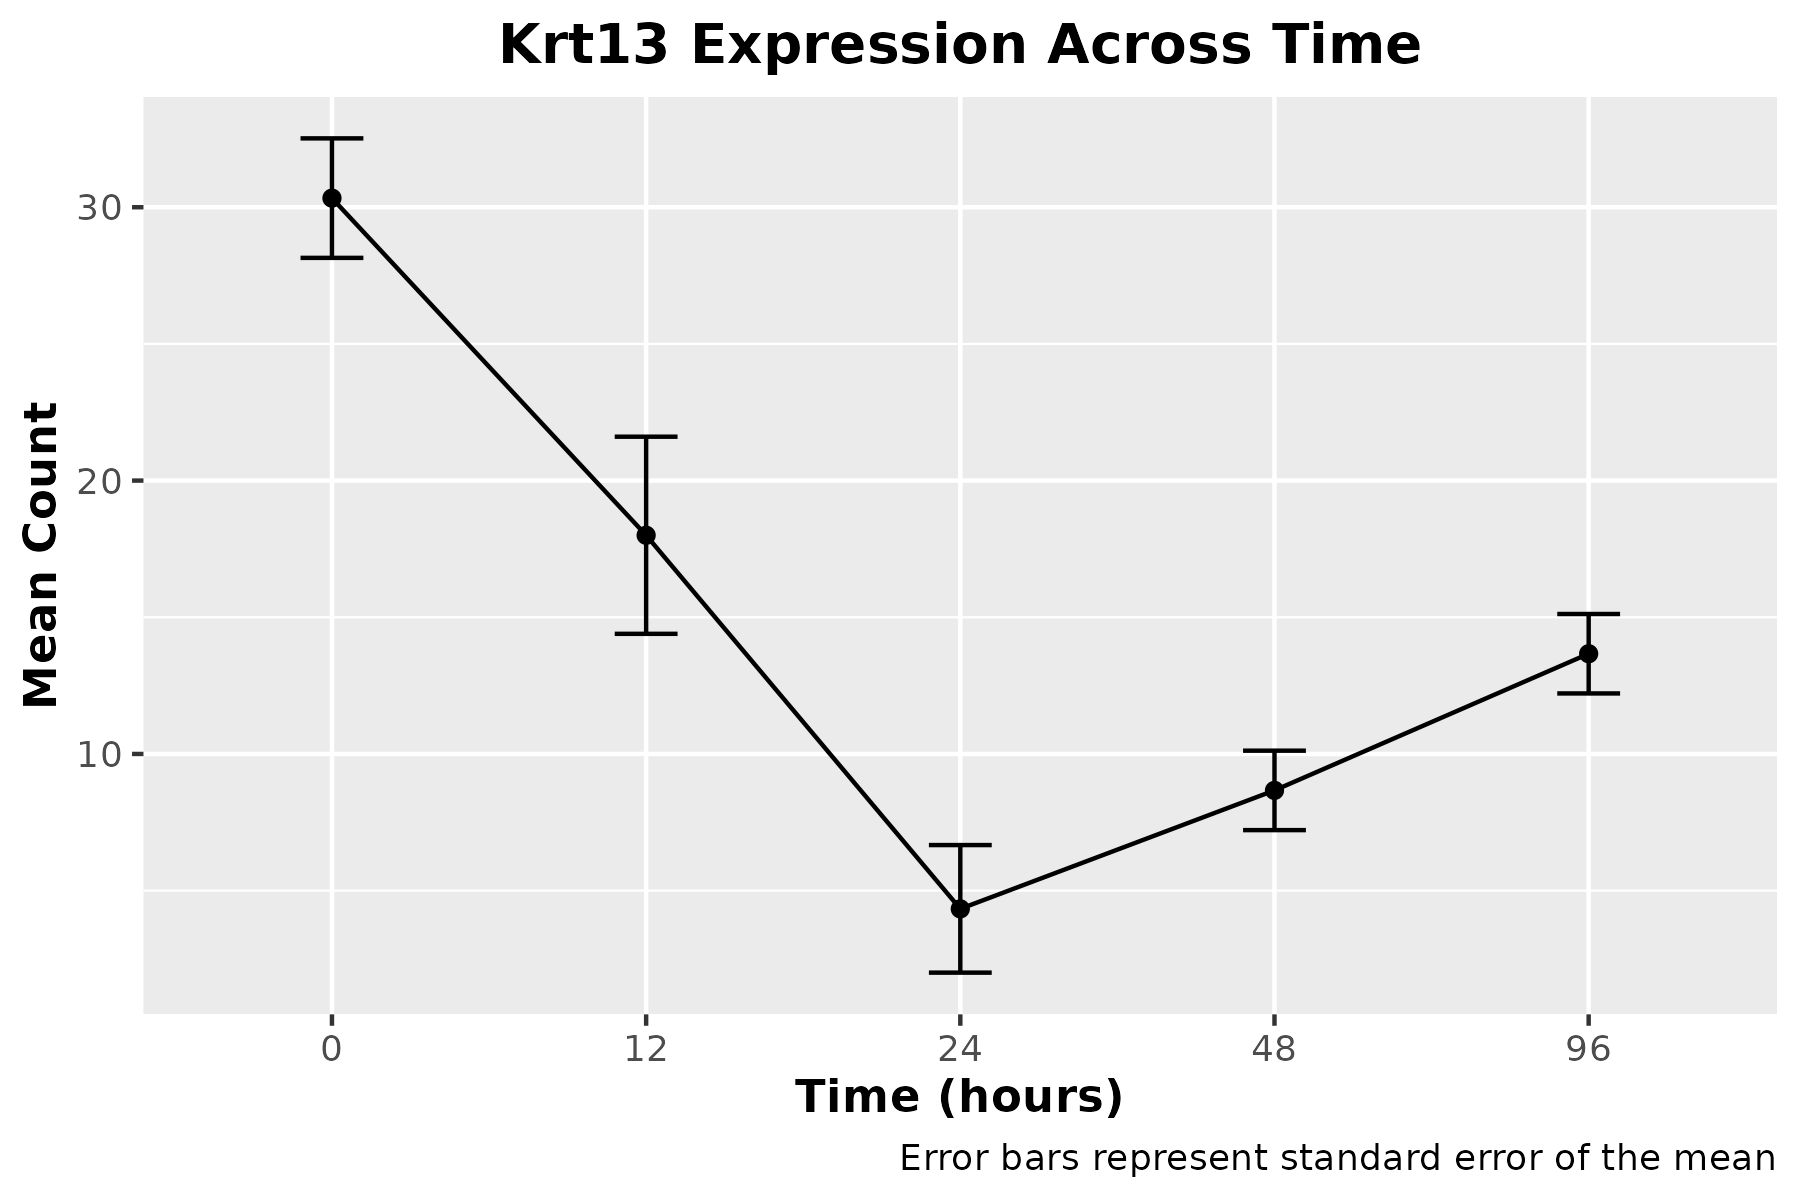 Krt13 Expression Across Time
Mean Count
30
20
10
0 12 24 48 96
Time (hours)
Error bars represent standard error of the mean